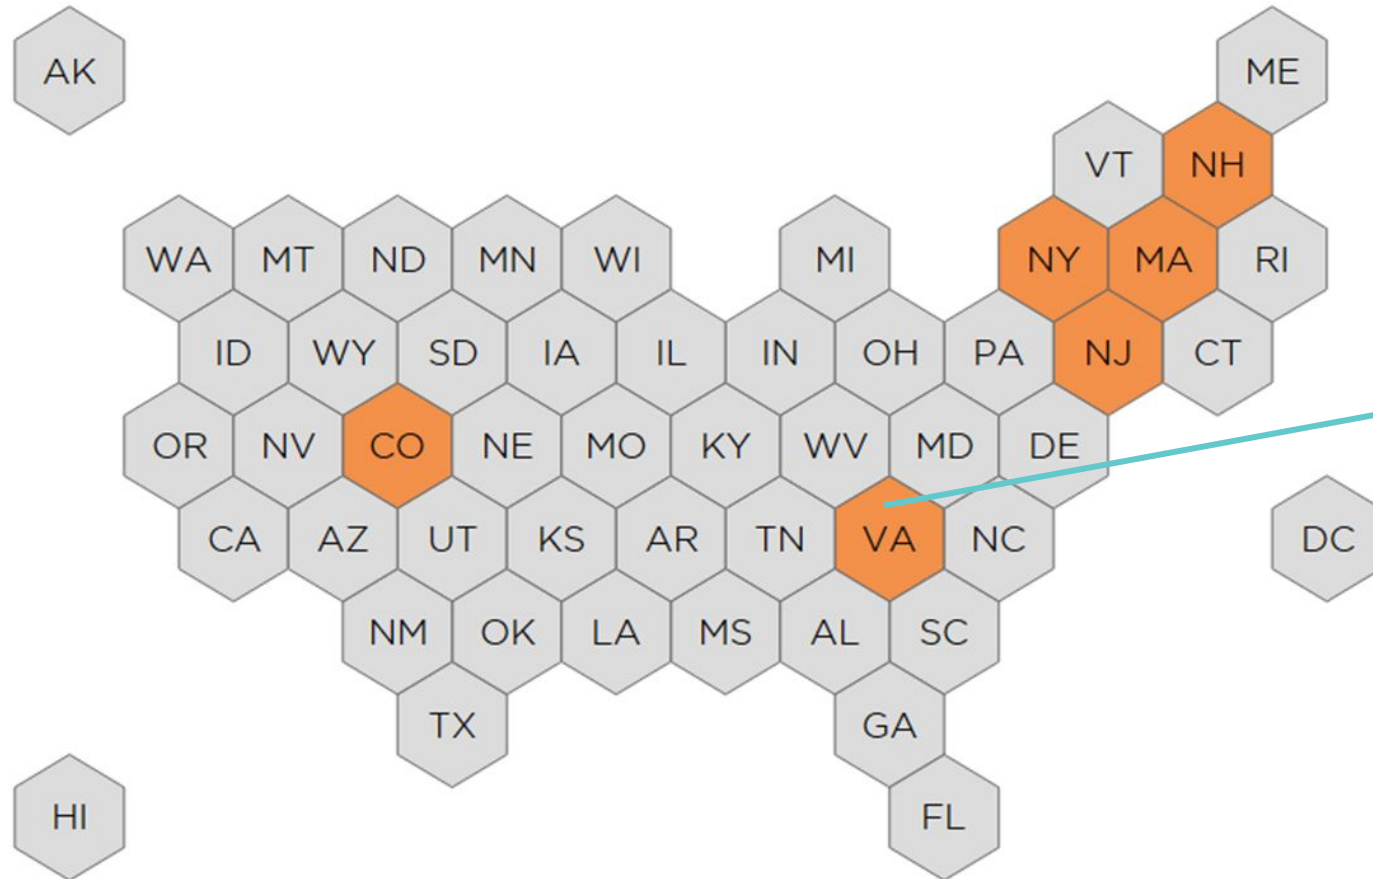 AK ME
VT NH
WA MT ND MN WI MI NY MA RI
ID WY SD IA IL IN OH PA NJ CT
OR NV CO NE MO KY WV MD DE
CA AZ UT KS AR TN VA NC DC
NM OK LA MS AL SC
TX GA
HI FL